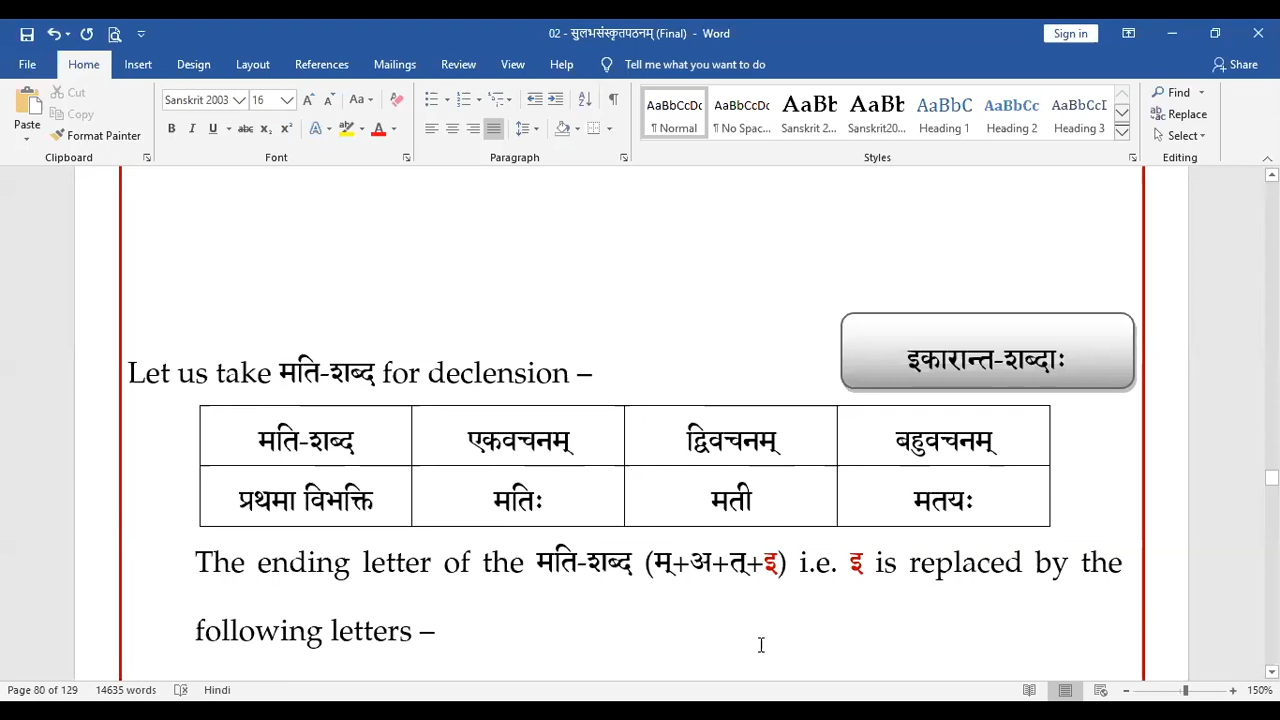 02 - सुलभसंस्कृतपठनम् (Final) - Word
Sign in
File Home Insert Design Layout References Mailings Review View Help Tell me what you want to do Share
Paste
Cut
Copy
Format Painter
Clipboard
Sanskrit 2003 16
Font
Paragraph
AaBbCcDc AaBbCcDc AaBb AaBb AaBbC AaBbCc AaBbCcD
¶ Normal ¶ No Spac... Sanskrit 2... Sanskrit20... Heading 1 Heading 2 Heading 3
Styles
Find
Replace
Select
Editing
इकारान्त-शब्दाः
Let us take मति-शब्द for declension –
मति-शब्द एकवचनम् द्विवचनम् बहुवचनम्
प्रथमा विभक्ति मतिः मती मतयः
The ending letter of the मति-शब्द (म्+अ+त्+इ) i.e. इ is replaced by the
following letters –
Page 80 of 129 14635 words Hindi 150%